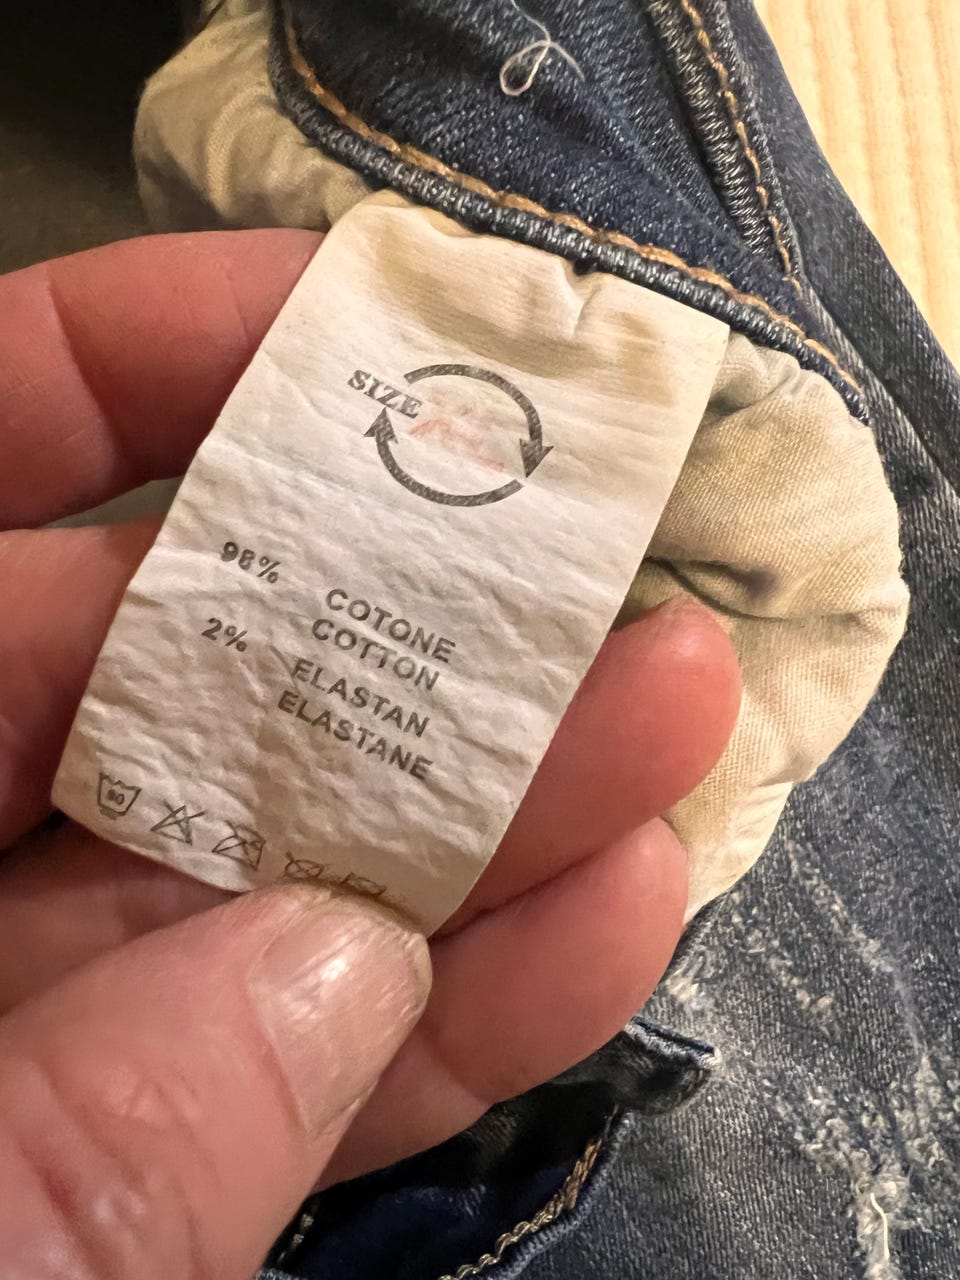 SIZE
98% COTONE
COTTON
2% ELASTAN
ELASTANE